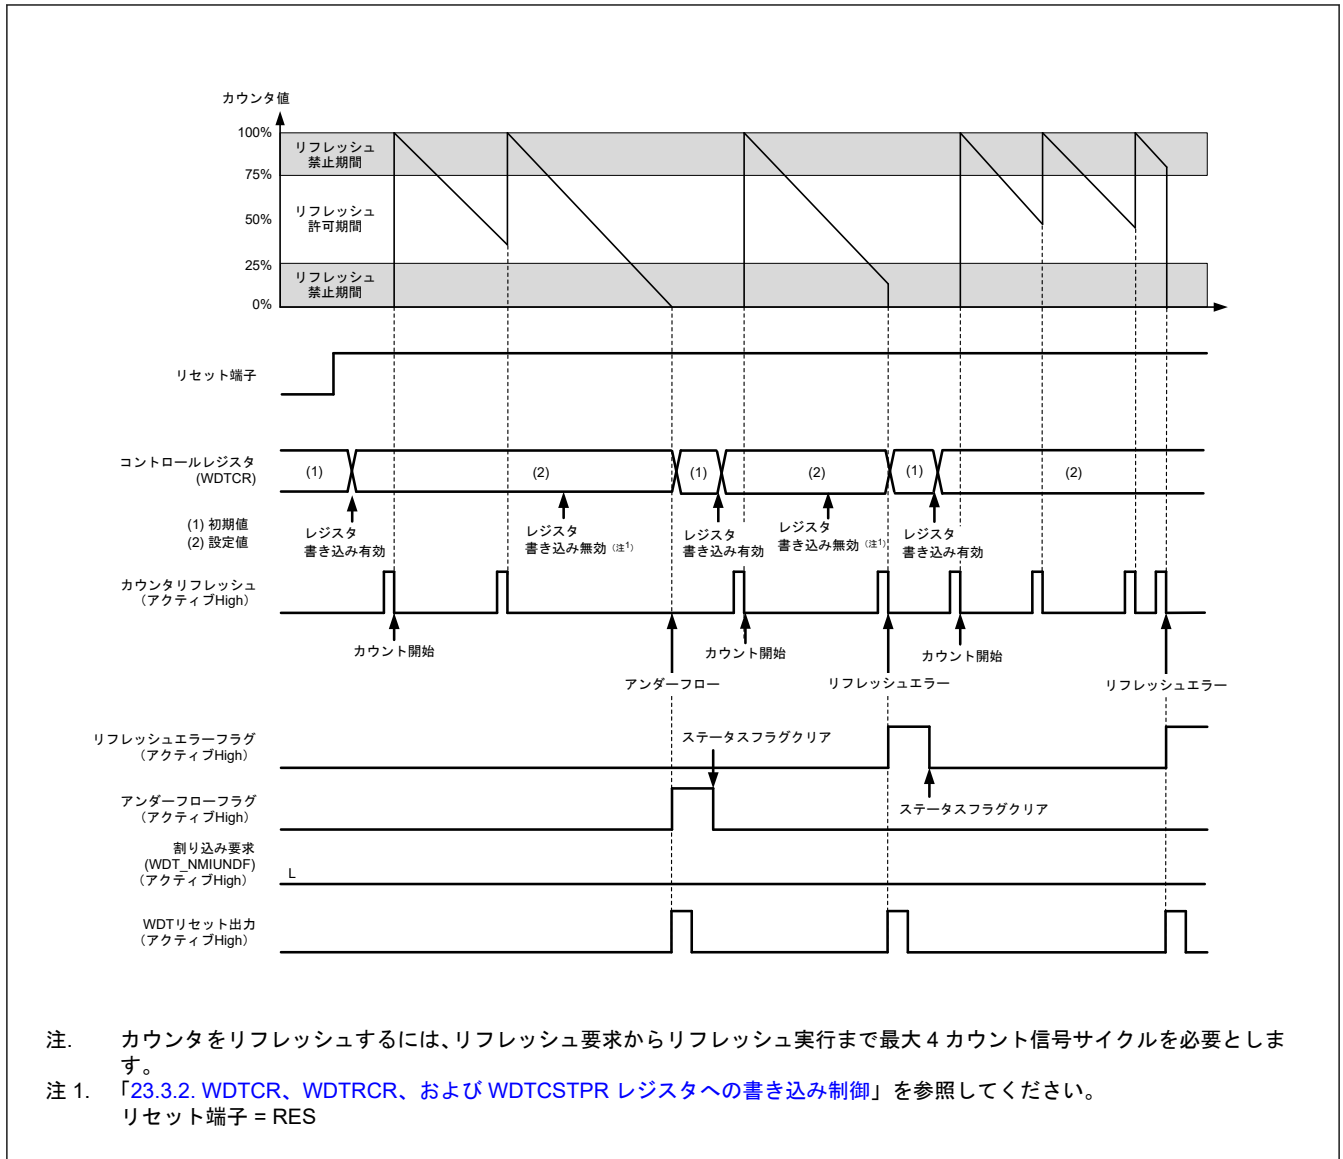 カウンタ値
100%
リフレッシュ
禁止期間
75%
リフレッシュ
許可期間
50%
25%
リフレッシュ
禁止期間
0%
リセット端子
コントロールレジスタ
(WDTCR)
(1)
(2)
(1)
(2)
(1)
(2)
(1) 初期値
(2) 設定値
レジスタ
書き込み有効
レジスタ
書き込み無効(注1)
レジスタ
書き込み有効
レジスタ
書き込み無効(注1)
レジスタ
書き込み有効
カウンタリフレッシュ
(アクティブHigh)
カウント開始
カウント開始
カウント開始
アンダーフロー
リフレッシュエラー
リフレッシュエラー
リフレッシュエラーフラグ
(アクティブHigh)
ステータスフラグクリア
アンダーフローフラグ
(アクティブHigh)
ステータスフラグクリア
割り込み要求
(WDT_NMIUNDF)
(アクティブHigh)
L
WDTリセット出力
(アクティブHigh)
注. カウンタをリフレッシュするには、リフレッシュ要求からリフレッシュ実行まで最大 4 カウント信号サイクルを必要としま
す。
注 1. 「23.3.2. WDTCR、WDTRCR、および WDTCSTPR レジスタへの書き込み制御」を参照してください。
リセット端子 = RES